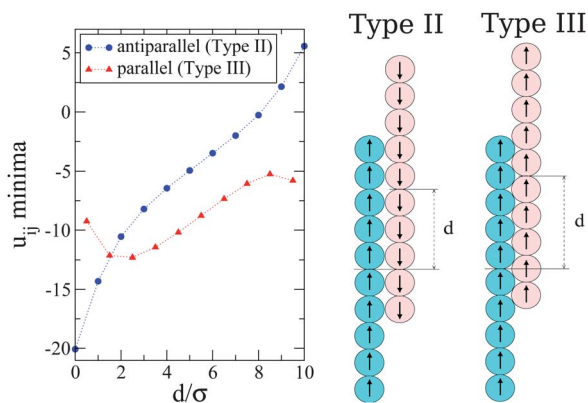 Type II Type III
antiparallel (Type II)
parallel (Type III)
u_ij minima
5
0
-5
-10
-15
-20
0 2 4 6 8 10
d/σ
d
d